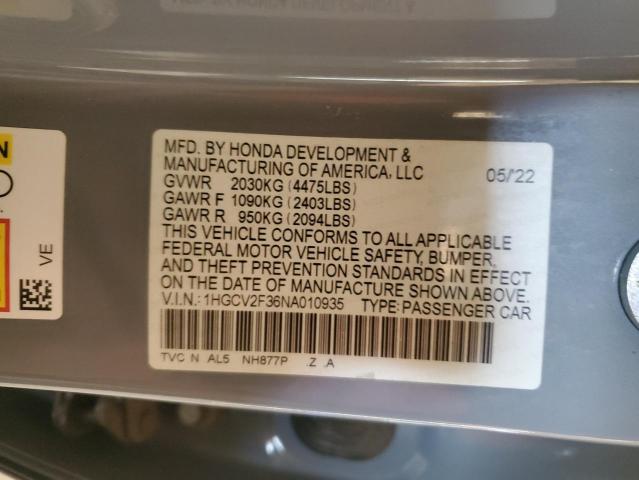 MFD. BY HONDA DEVELOPMENT &
MANUFACTURING OF AMERICA, LLC 05/'22
GVWR 2030KG (4475LBS)
GAWR F 1090KG (2403LBS)
GAWR R 950KG (2094LBS)
THIS VEHICLE CONFORMS TO ALL APPLICABLE
FEDERAL MOTOR VEHICLE SAFETY, BUMPER,
AND THEFT PREVENTION STANDARDS IN EFFECT
ON THE DATE OF MANUFACTURE SHOWN ABOVE.
V.I.N.: 1HGCV2F36NA010935 TYPE: PASSENGER CAR
TVC N AL5 NH877P Z A
N
VE